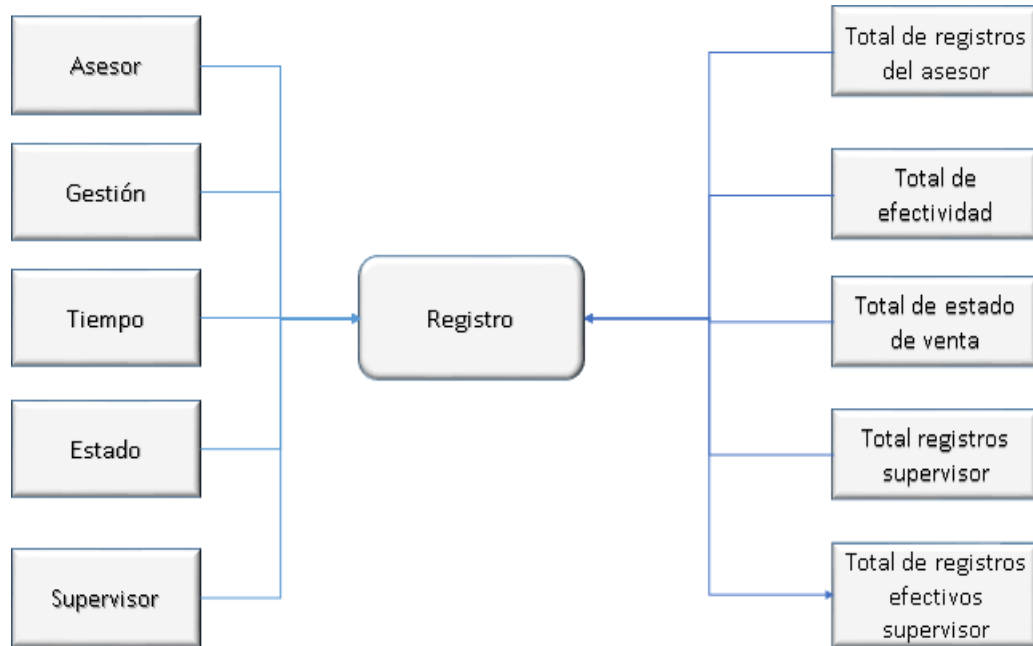 Asesor
Gestión
Tiempo
Estado
Supervisor
Registro
Total de registros
del asesor
Total de
efectividad
Total de estado
de venta
Total registros
supervisor
Total de registros
efectivos
supervisor